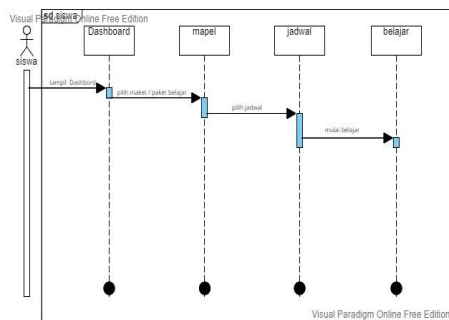 Visual Paradigm Online Free Edition
sd siswa
siswa
Dashboard
mapel
jadwal
belajar
tampil Dashbord
pilih maket / paket belajar
pilih jadwal
mulai belajar
Visual Paradigm Online Free Edition